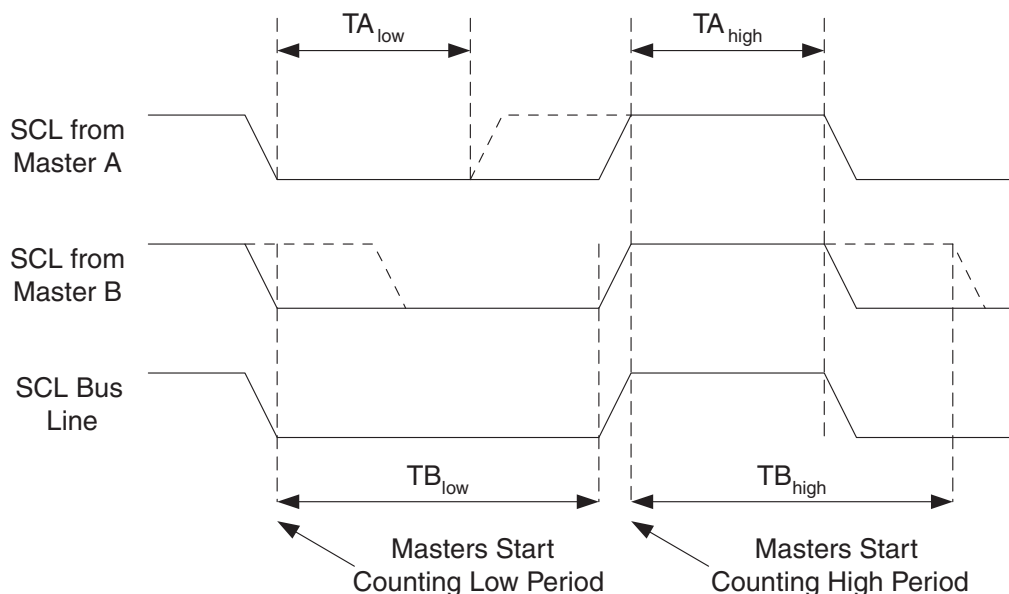 TA low
TA high
SCL from
Master A
SCL from
Master B
SCL Bus
Line
TB low
TB high
Masters Start
Counting Low Period
Masters Start
Counting High Period